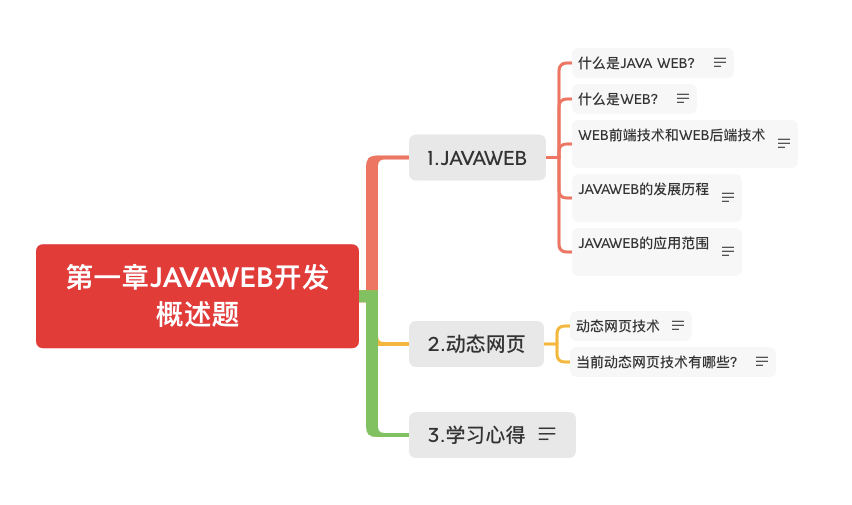 第一章JAVAWEB开发
概述题
1.JAVAWEB
什么是JAVA WEB?
什么是WEB?
WEB前端技术和WEB后端技术
JAVAWEB的发展历程
JAVAWEB的应用范围
2.动态网页
动态网页技术
当前动态网页技术有哪些?
3.学习心得